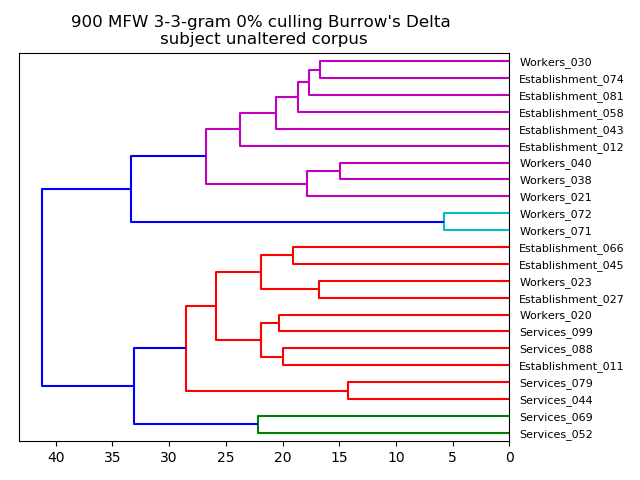 900 MFW 3-3-gram 0% culling Burrow's Delta
subject unaltered corpus
Workers_030
Establishment_074
Establishment_081
Establishment_058
Establishment_043
Establishment_012
Workers_040
Workers_038
Workers_021
Workers_072
Workers_071
Establishment_066
Establishment_045
Workers_023
Establishment_027
Workers_020
Services_099
Services_088
Establishment_011
Services_079
Services_044
Services_069
Services_052
40 35 30 25 20 15 10 5 0